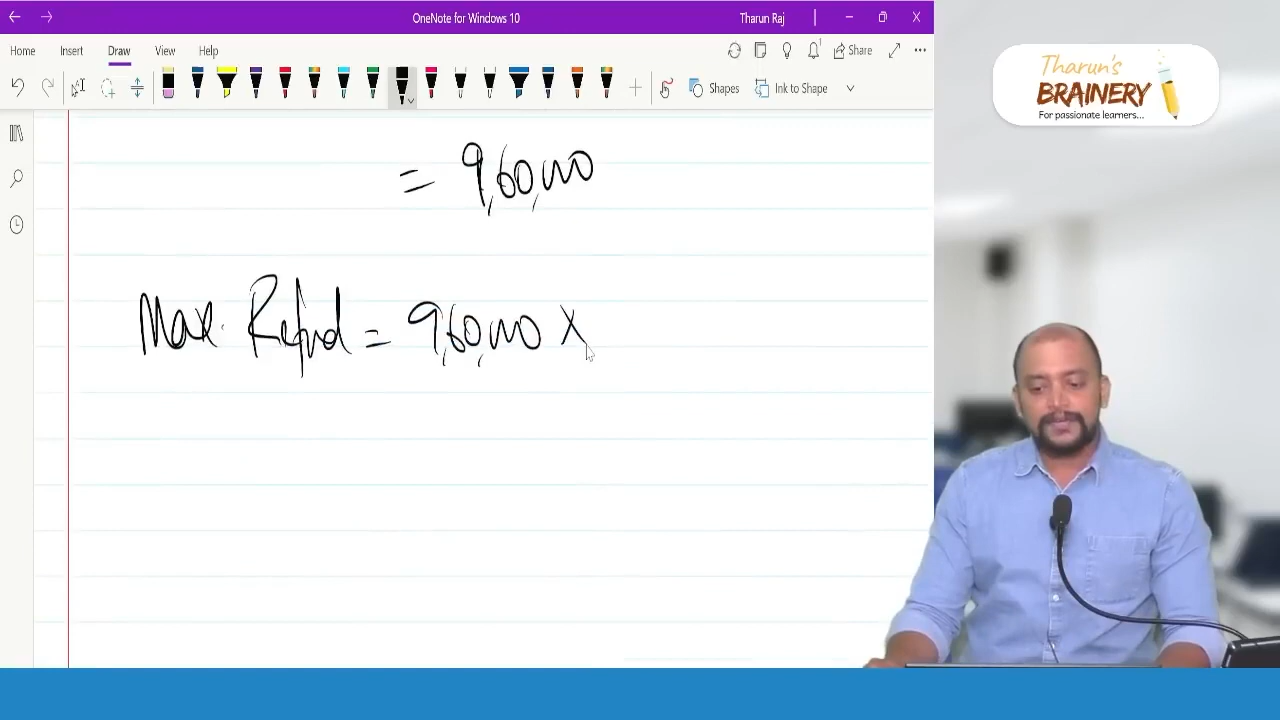 OneNote for Windows 10
Tharun Raj
Home Insert Draw View Help
Share
Shapes
Ink to Shape
Tharun's
BRAINERY
For passionate learners...
= 9,60,000
Max. Refund = 9,60,000 X